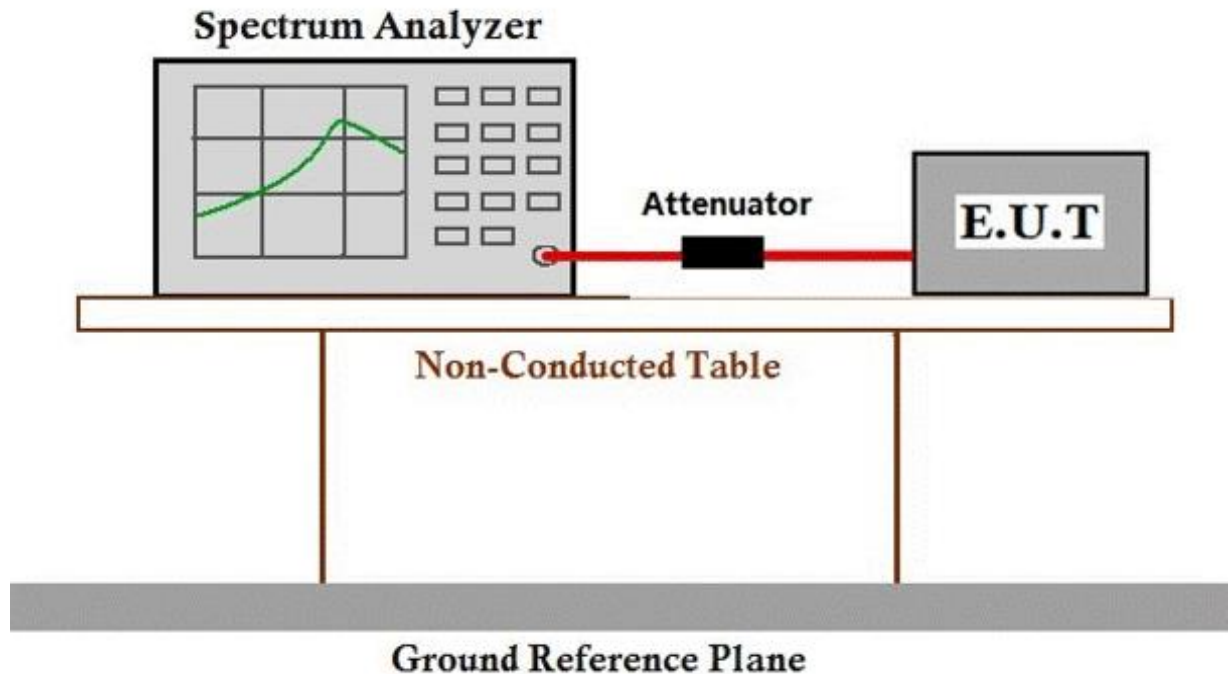 Spectrum Analyzer
Attenuator
E.U.T
Non-Conducted Table
Ground Reference Plane